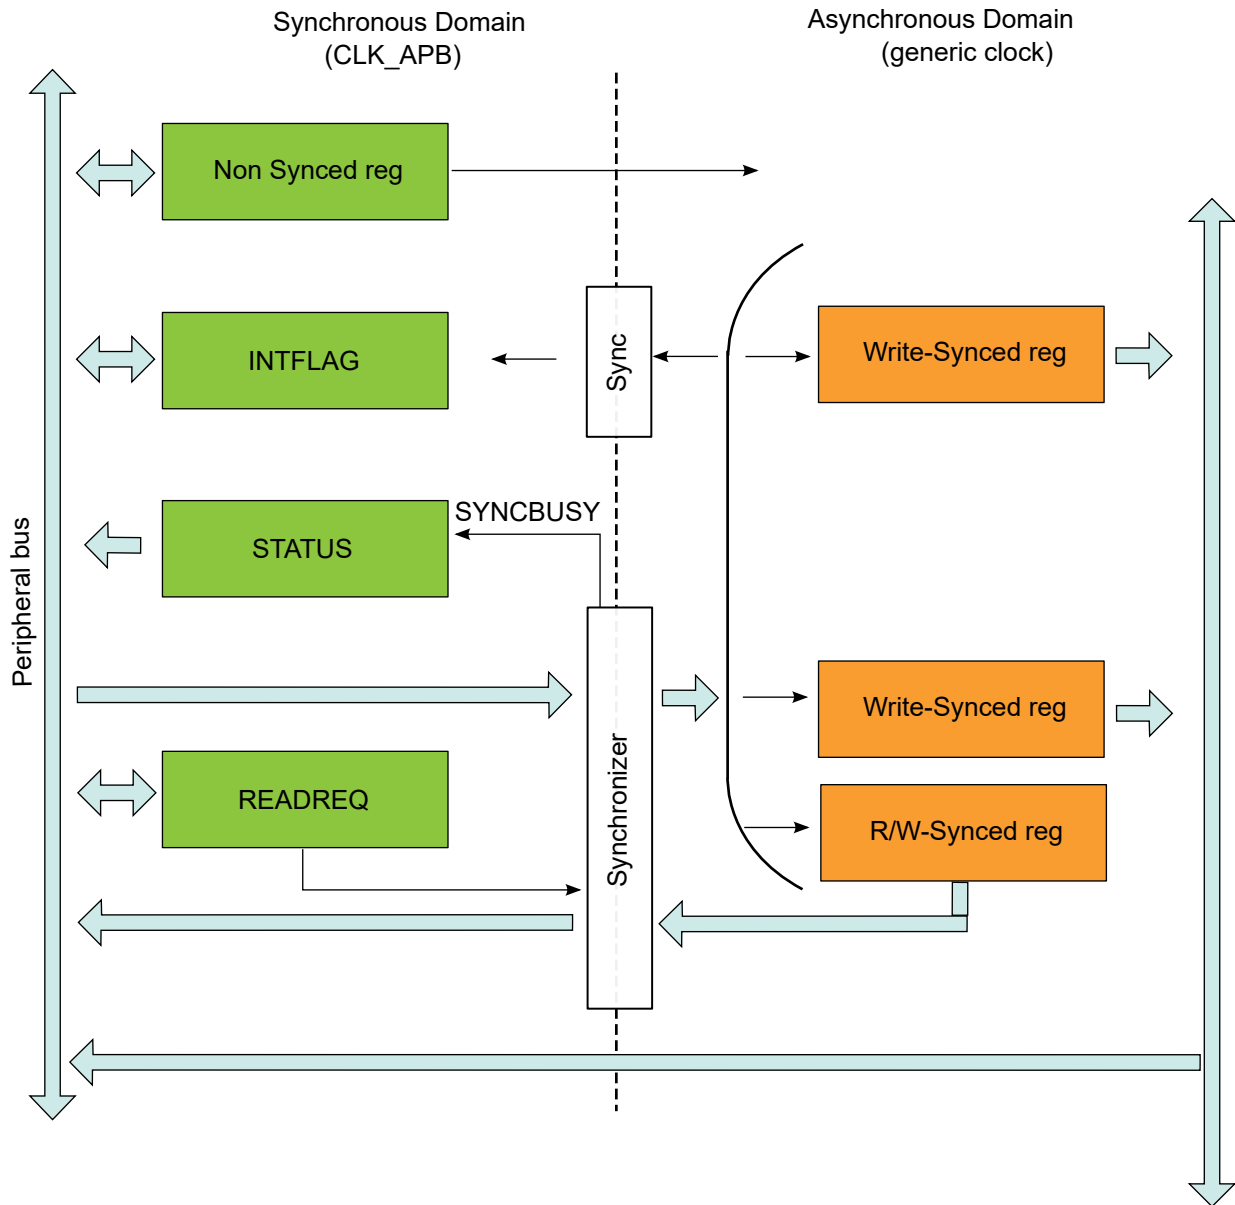 Synchronous Domain
(CLK_APB)
Asynchronous Domain
(generic clock)
Non Synced reg
INTFLAG
Sync
Write-Synced reg
SYNCBUSY
STATUS
Peripheral bus
Write-Synced reg
Synchronizer
READREQ
R/W-Synced reg